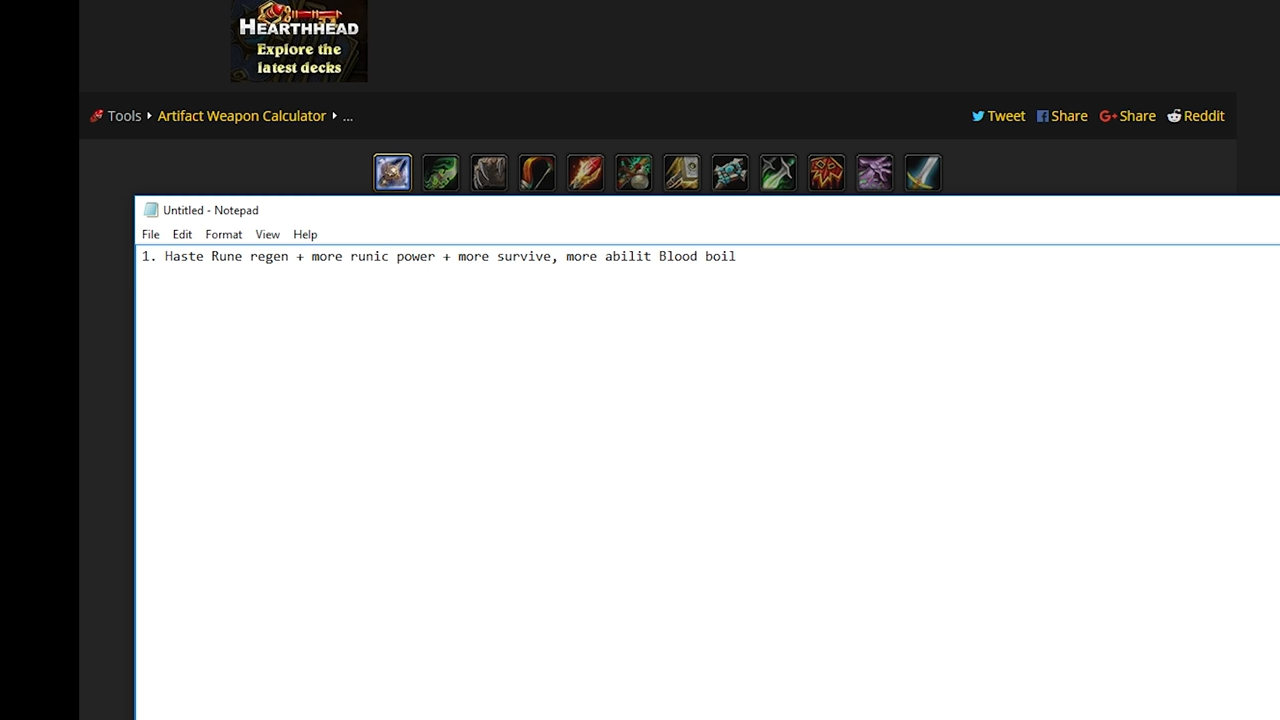 HEARTHHEAD
Explore the
latest decks
Tools Artifact Weapon Calculator ...
Tweet Share Share Reddit
Untitled - Notepad
File Edit Format View Help
1. Haste Rune regen + more runic power + more survive, more abilit Blood boil